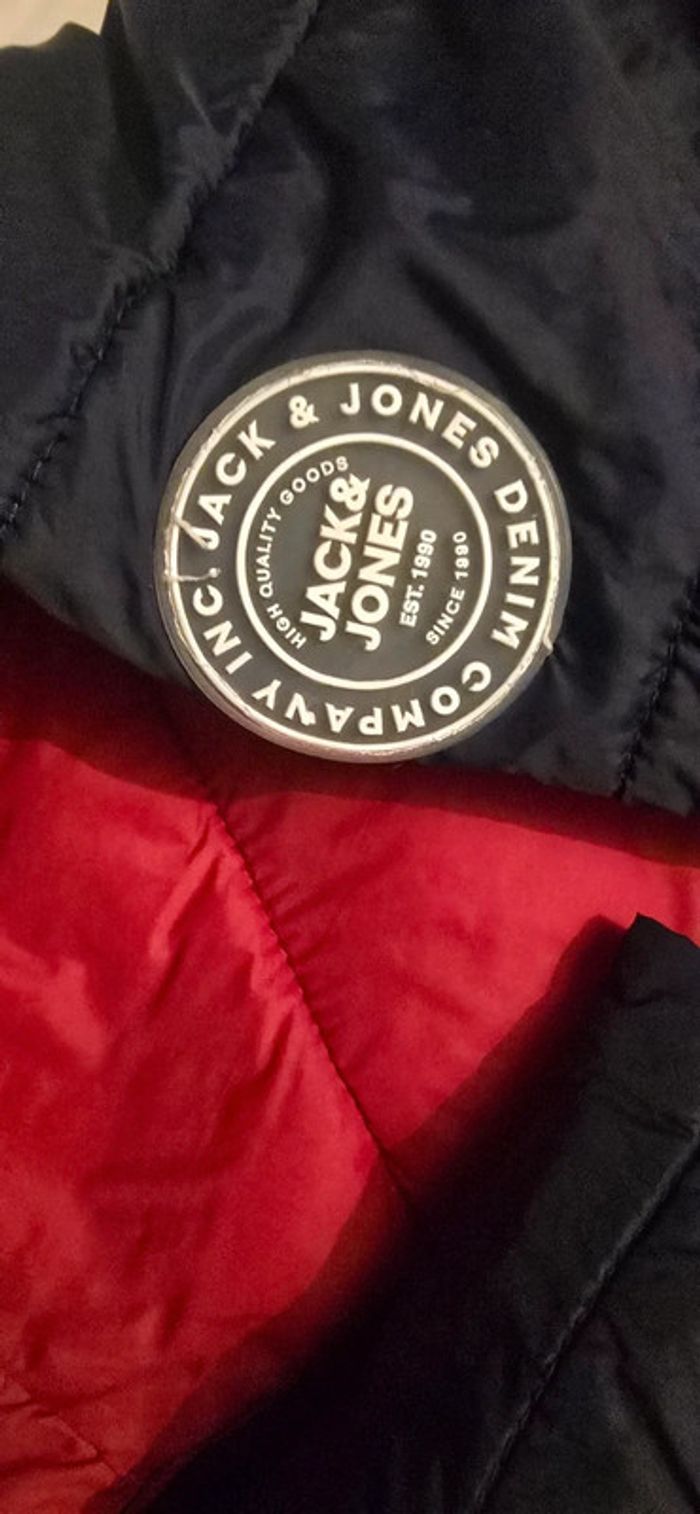 JACK & JONES DENIM COMPANY INC.
HIGH QUALITY GOODS
JACK&
JONES
EST. 1990
SINCE 1990